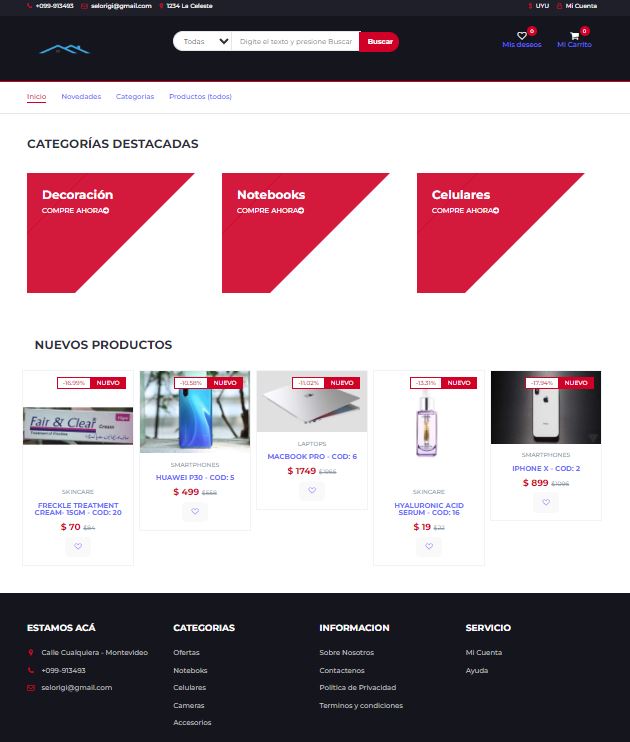 +099-913493 selorigi@gmail.com 1234 La Celeste $ UYU Mi Cuenta
Todas Digite el texto y presione Buscar Buscar
0 0
Mis deseos Mi Carrito
Inicio Novedades Categorias Productos (todos)
CATEGORÍAS DESTACADAS
Decoración Notebooks Celulares
COMPRE AHORA COMPRE AHORA COMPRE AHORA
NUEVOS PRODUCTOS
-16.99% NUEVO
Fair & Clear Cream
SKINCARE
FRECKLE TREATMENT
CREAM- 15GM - COD: 20
$ 70 $84
-10.58% NUEVO
SMARTPHONES
HUAWEI P30 - COD: 5
$ 499 $558
-11.02% NUEVO
LAPTOPS
MACBOOK PRO - COD: 6
$ 1749 $1966
-13.31% NUEVO
SKINCARE
HYALURONIC ACID
SERUM - COD: 16
$ 19 $22
-17.94% NUEVO
SMARTPHONES
IPHONE X - COD: 2
$ 899 $1096
ESTAMOS ACÁ
Calle Cualquiera - Montevideo
+099-913493
selorigi@gmail.com
CATEGORIAS
Ofertas
Noteboks
Celulares
Cameras
Accesorios
INFORMACION
Sobre Nosotros
Contactenos
Política de Privacidad
Terminos y condiciones
SERVICIO
Mi Cuenta
Ayuda